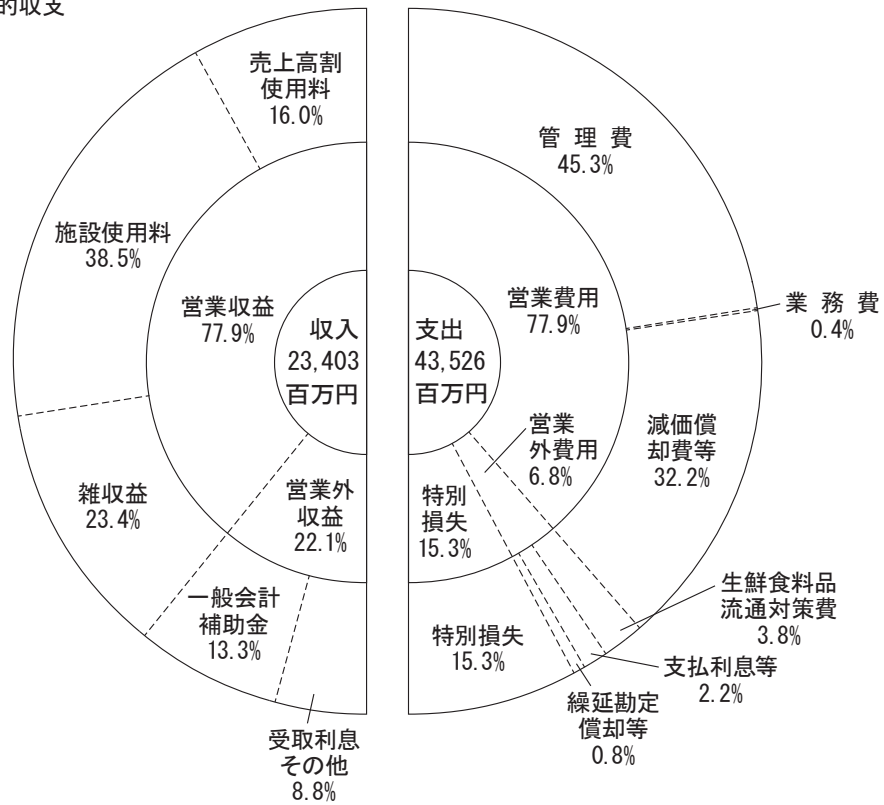 的収支
売上高割
使用料
16.0%
施設使用料
38.5%
営業収益
77.9%
収入
23,403
百万円
雑収益
23.4%
営業外
収益
22.1%
一般会計
補助金
13.3%
受取利息
その他
8.8%
管理費
45.3%
営業費用
77.9%
業務費
0.4%
支出
43,526
百万円
営業
外費用
6.8%
減価償
却費等
32.2%
特別
損失
15.3%
生鮮食料品
流通対策費
3.8%
特別損失
15.3%
支払利息等
2.2%
繰延勘定
償却等
0.8%